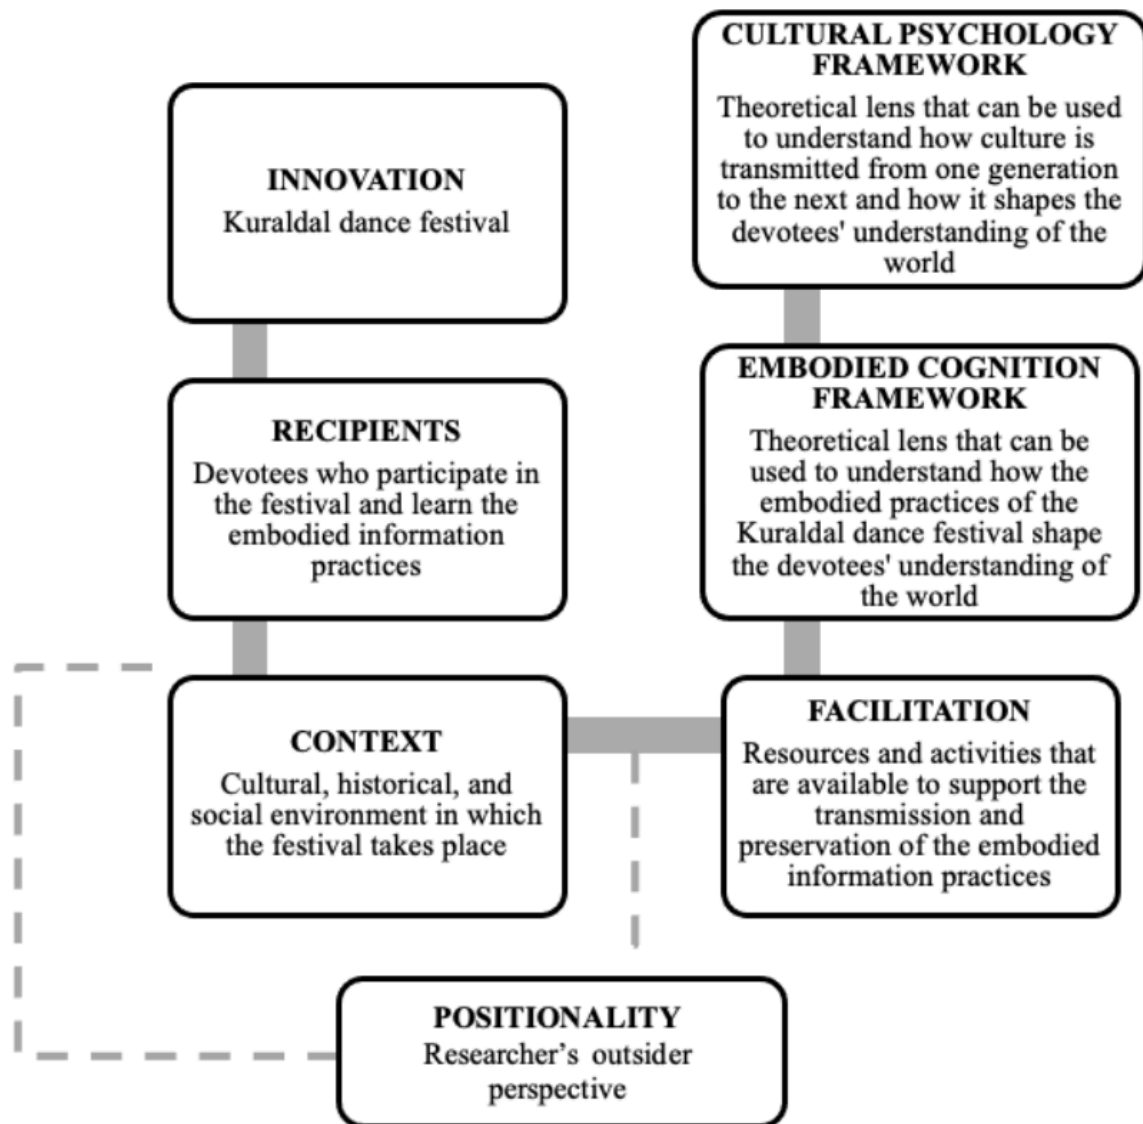 INNOVATION
Kuraldal dance festival
RECIPIENTS
Devotees who participate in
the festival and learn the
embodied information
practices
CONTEXT
Cultural, historical, and
social environment in which
the festival takes place
CULTURAL PSYCHOLOGY
FRAMEWORK
Theoretical lens that can be used
to understand how culture is
transmitted from one generation
to the next and how it shapes the
devotees' understanding of the
world
EMBODIED COGNITION
FRAMEWORK
Theoretical lens that can be
used to understand how the
embodied practices of the
Kuraldal dance festival shape
the devotees' understanding of
the world
FACILITATION
Resources and activities that
are available to support the
transmission and
preservation of the embodied
information practices
POSITIONALITY
Researcher’s outsider
perspective